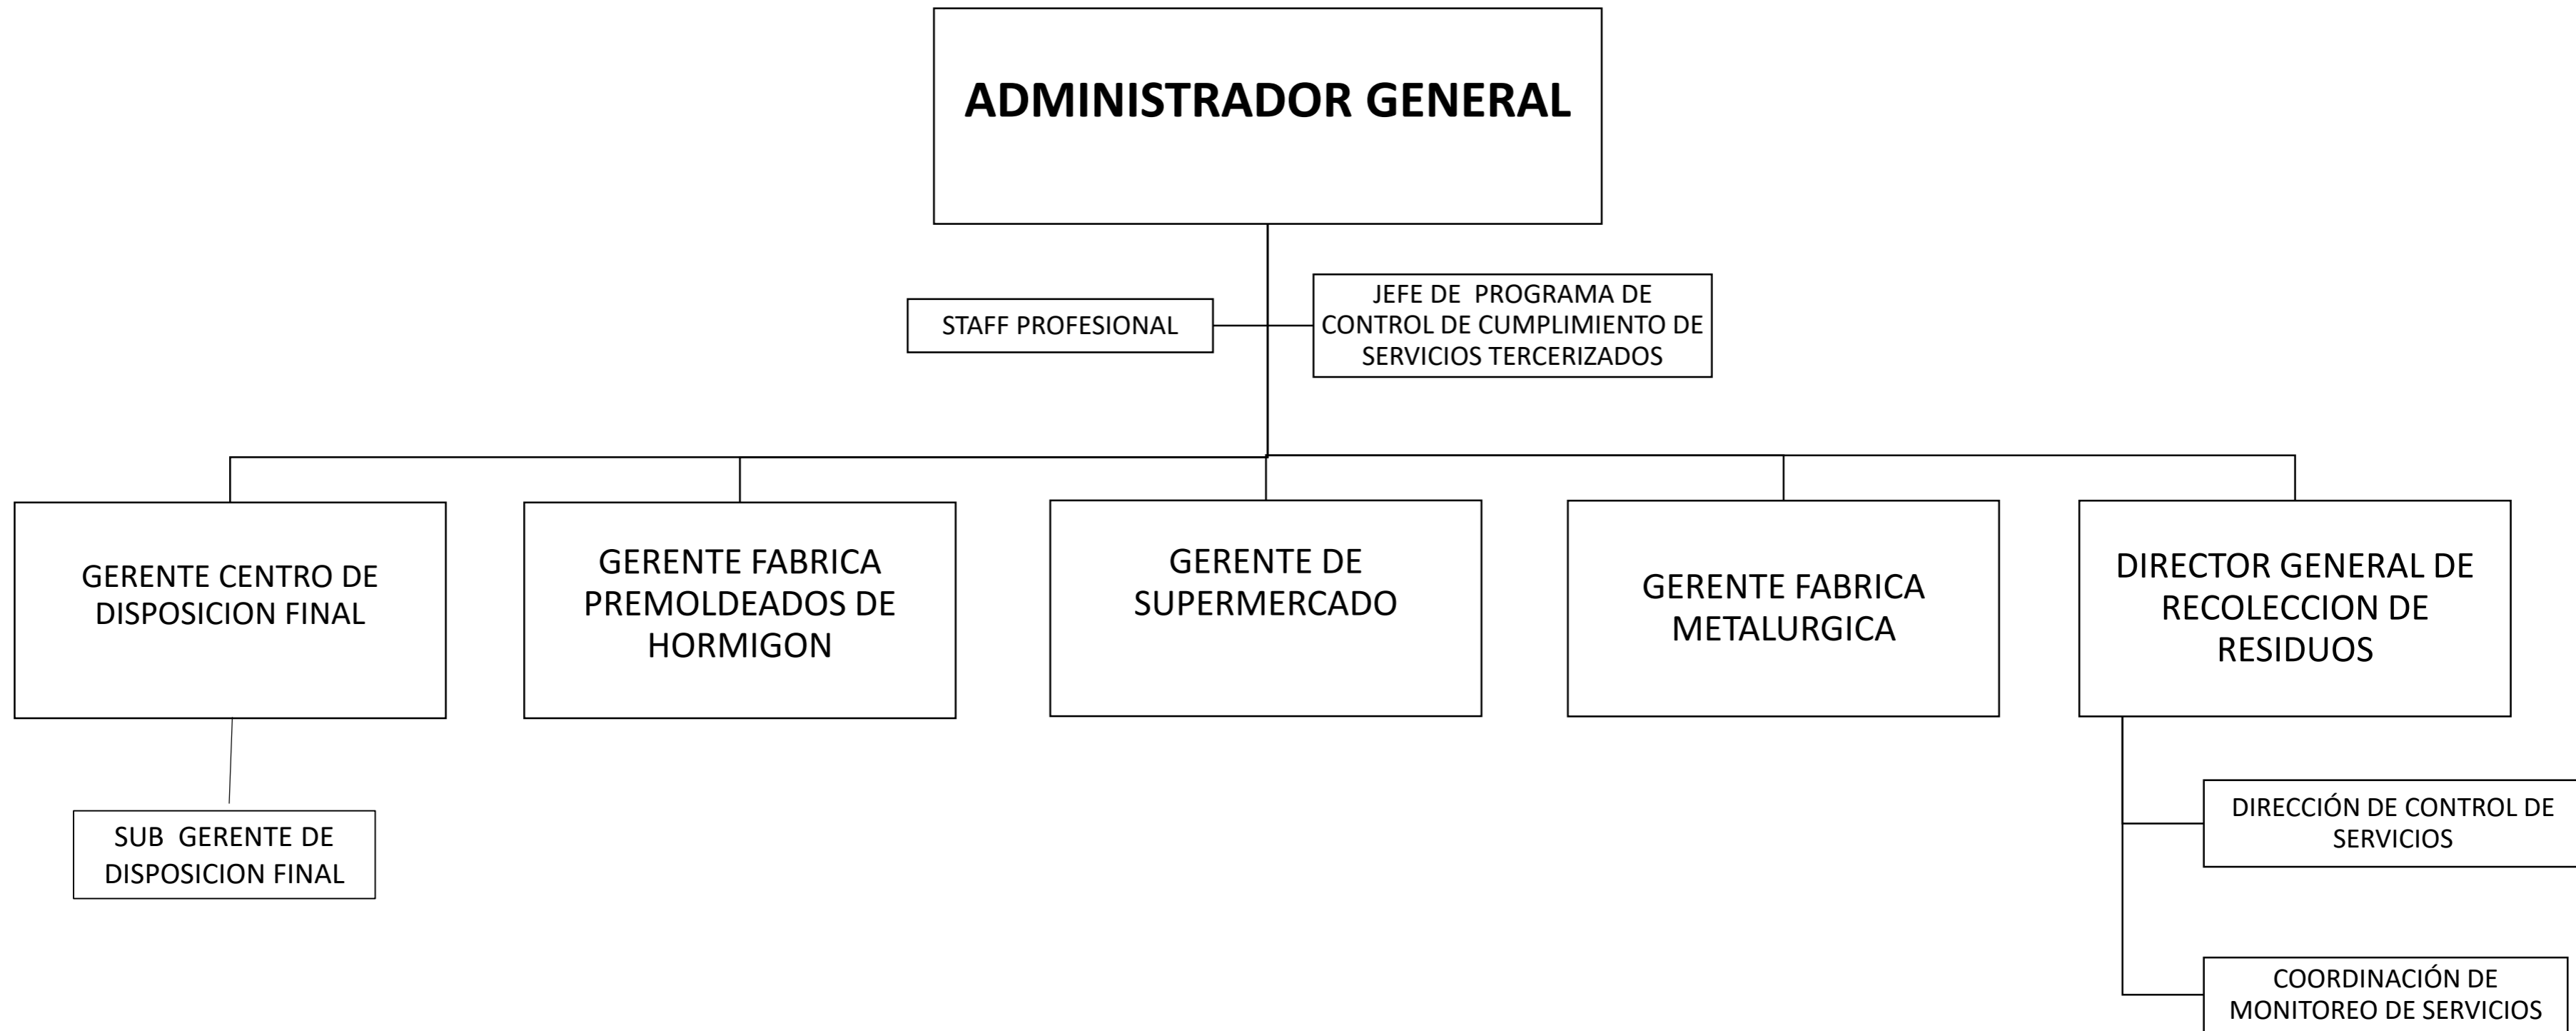 ADMINISTRADOR GENERAL
STAFF PROFESIONAL
JEFE DE PROGRAMA DE
CONTROL DE CUMPLIMIENTO DE
SERVICIOS TERCERIZADOS
GERENTE CENTRO DE
DISPOSICION FINAL
GERENTE FABRICA
PREMOLDEADOS DE
HORMIGON
GERENTE DE
SUPERMERCADO
GERENTE FABRICA
METALURGICA
DIRECTOR GENERAL DE
RECOLECCION DE
RESIDUOS
SUB GERENTE DE
DISPOSICION FINAL
DIRECCIÓN DE CONTROL DE
SERVICIOS
COORDINACIÓN DE
MONITOREO DE SERVICIOS